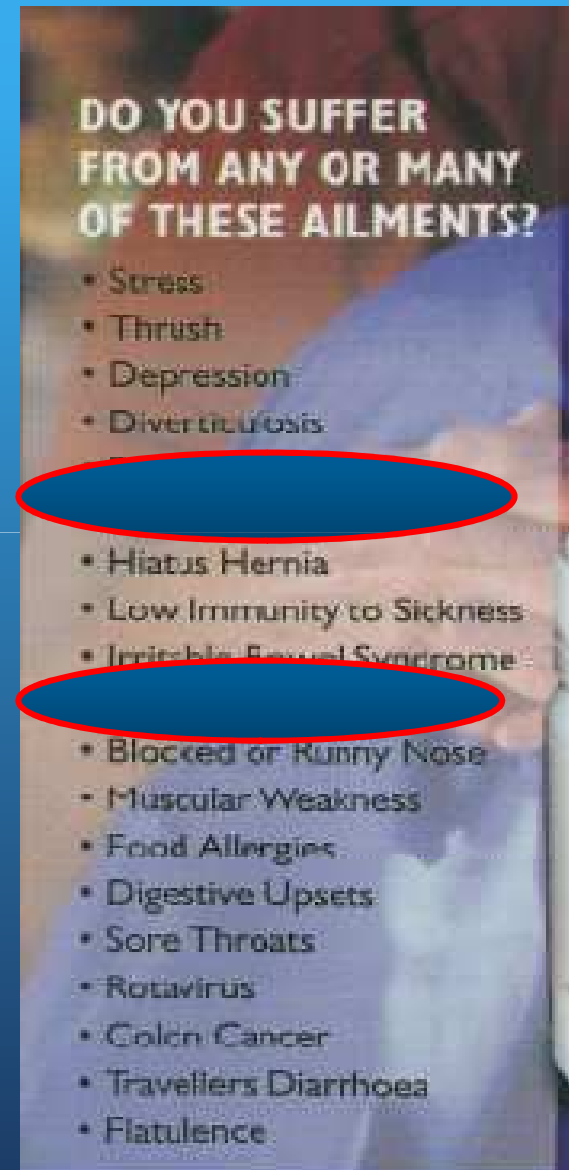 DO YOU SUFFER
FROM ANY OR MANY
OF THESE AILMENTS?
• Stress
• Thrush
• Depression
• Diverticulosis
• Hiatus Hernia
• Low Immunity to Sickness
• Irritable Bowel Syndrome
• Blocked or Runny Nose
• Muscular Weakness
• Food Allergies
• Digestive Upsets
• Sore Throats
• Rotavirus
• Colon Cancer
• Travellers Diarrhoea
• Flatulence